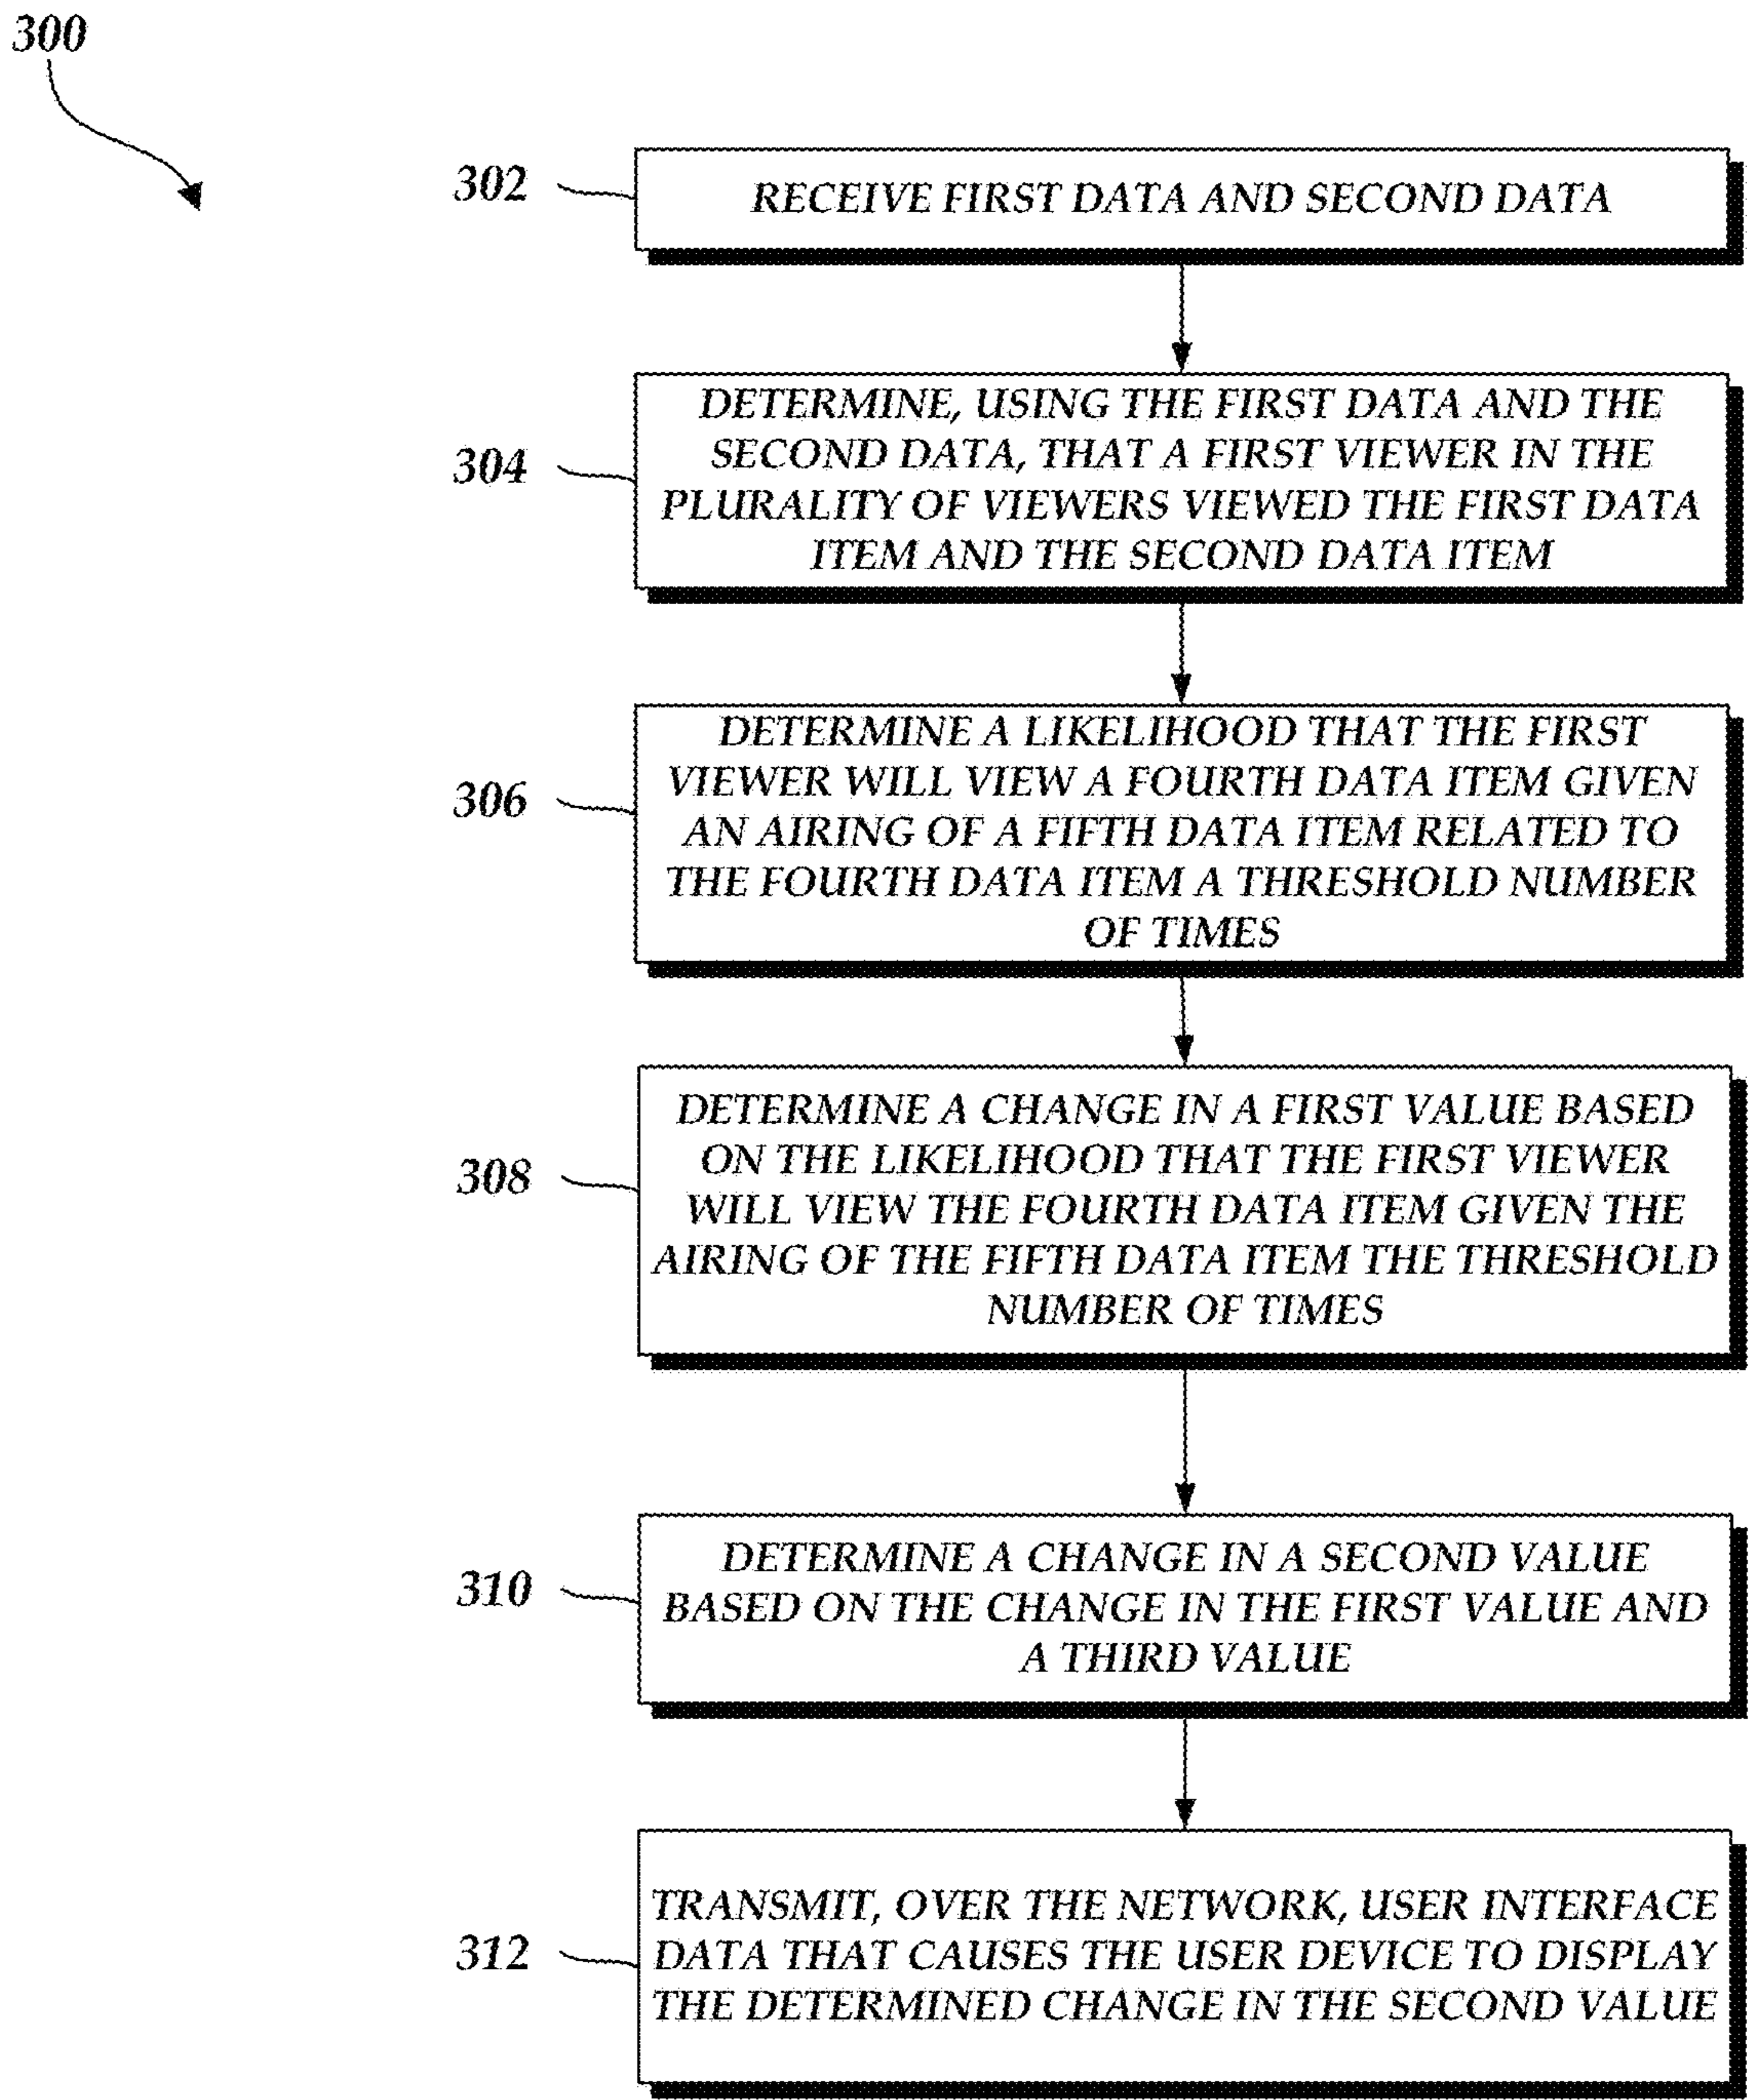 300
302
RECEIVE FIRST DATA AND SECOND DATA
304
DETERMINE, USING THE FIRST DATA AND THE
SECOND DATA, THAT A FIRST VIEWER IN THE
PLURALITY OF VIEWERS VIEWED THE FIRST DATA
ITEM AND THE SECOND DATA ITEM
306
DETERMINE A LIKELIHOOD THAT THE FIRST
VIEWER WILL VIEW A FOURTH DATA ITEM GIVEN
AN AIRING OF A FIFTH DATA ITEM RELATED TO
THE FOURTH DATA ITEM A THRESHOLD NUMBER
OF TIMES
308
DETERMINE A CHANGE IN A FIRST VALUE BASED
ON THE LIKELIHOOD THAT THE FIRST VIEWER
WILL VIEW THE FOURTH DATA ITEM GIVEN THE
AIRING OF THE FIFTH DATA ITEM THE THRESHOLD
NUMBER OF TIMES
310
DETERMINE A CHANGE IN A SECOND VALUE
BASED ON THE CHANGE IN THE FIRST VALUE AND
A THIRD VALUE
312
TRANSMIT, OVER THE NETWORK, USER INTERFACE
DATA THAT CAUSES THE USER DEVICE TO DISPLAY
THE DETERMINED CHANGE IN THE SECOND VALUE